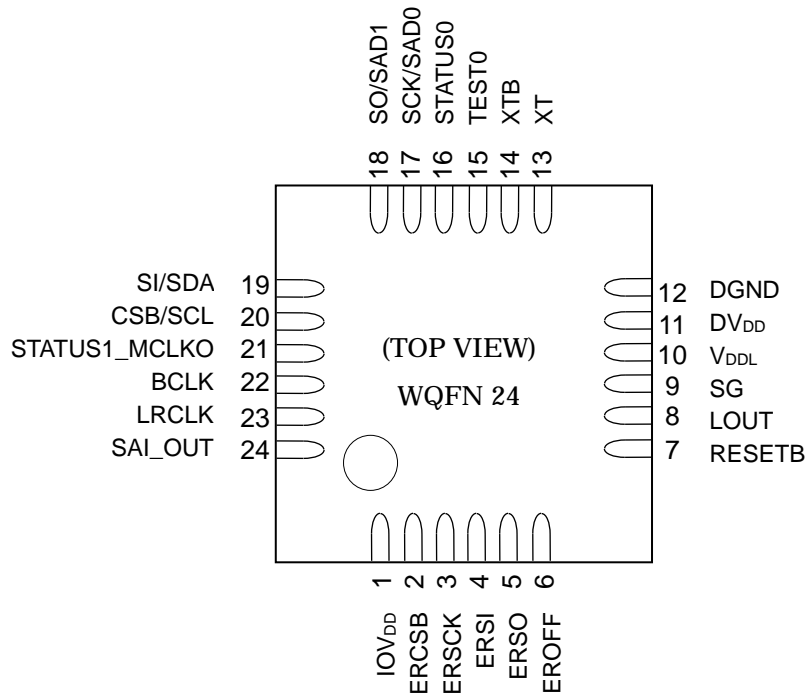 SO/SAD1
SCK/SAD0
STATUS0
TEST0
XTB
XT
18
17
16
15
14
13
SI/SDA 19
CSB/SCL 20
STATUS1_MCLKO 21
BCLK 22
LRCLK 23
SAI_OUT 24
(TOP VIEW)
WQFN 24
12 DGND
11 DVDD
10 VDDL
9 SG
8 LOUT
7 RESETB
1
2
3
4
5
6
IOVDD
ERCSB
ERSCK
ERSI
ERSO
EROFF